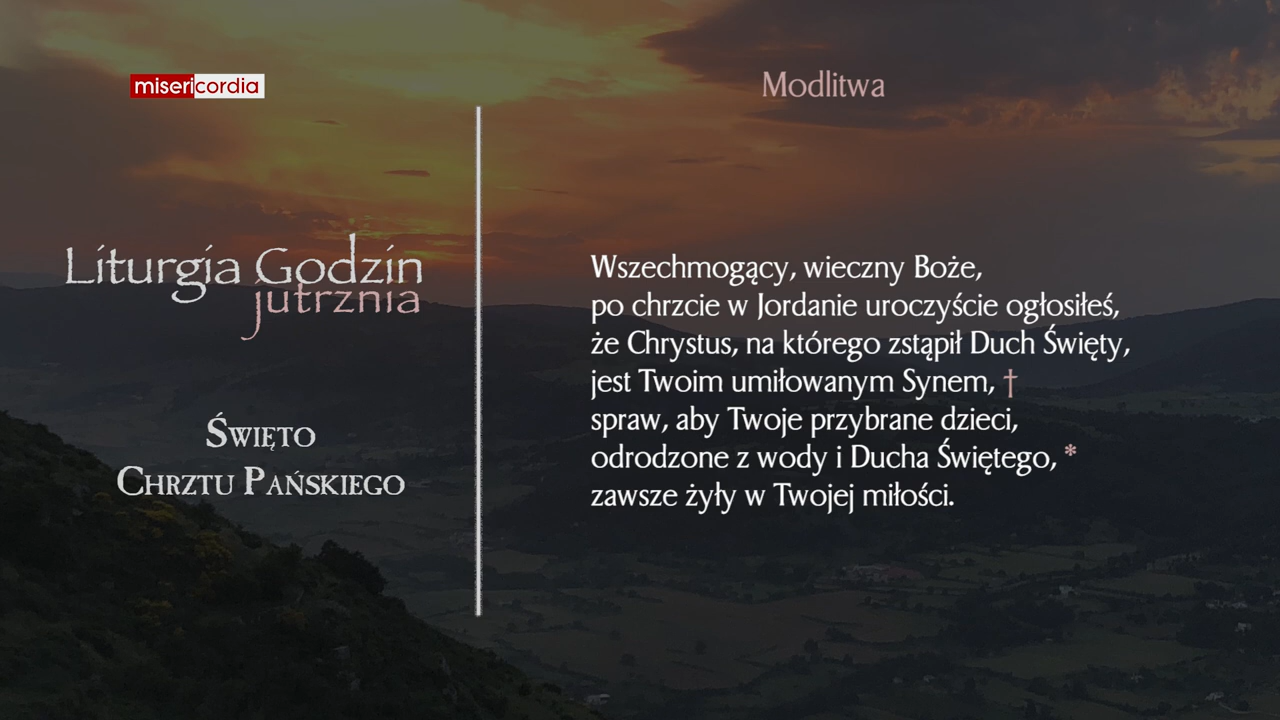 misericordia
Liturgia Godzin
jutrznia
Święto
Chrztu Pańskiego
Modlitwa
Wszechmogący, wieczny Boże,
po chrzcie w Jordanie uroczyście ogłosiłeś,
że Chrystus, na którego zstąpił Duch Święty,
jest Twoim umiłowanym Synem, †
spraw, aby Twoje przybrane dzieci,
odrodzone z wody i Ducha Świętego, *
zawsze żyły w Twojej miłości.